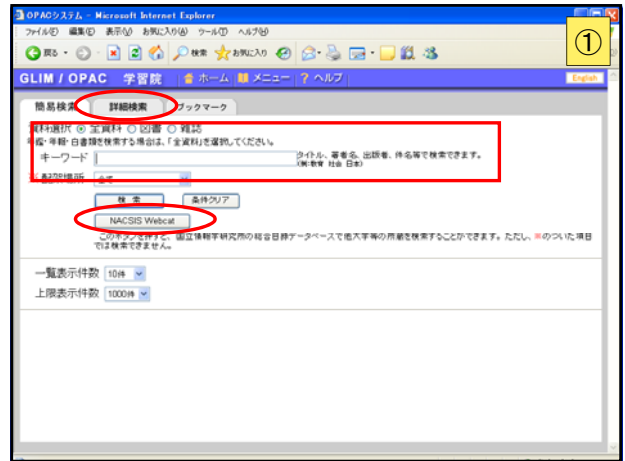 OPACシステム - Microsoft Internet Explorer
①
ファイル(F) 編集(E) 表示(V) お気に入り(A) ツール(T) ヘルプ(H)
戻る 検索 お気に入り
GLIM / OPAC 学習院 ホーム メニュー ? ヘルプ English
簡易検索 詳細検索 ブックマーク
資料選択 全資料 図書 雑誌
年鑑・年報・白書類を検索する場合は、「全資料」を選択してください。
キーワード タイトル、著者名、出版者、件名等で検索できます。
(例:教育 社会 日本)
※配架場所 全て
検 索 条件クリア
NACSIS Webcat
このボタンを押すと、国立情報学研究所の総合目録データベースで他大学等の所蔵を検索することができます。ただし、※のついた項目
では検索できません。
一覧表示件数 10件
上限表示件数 1000件